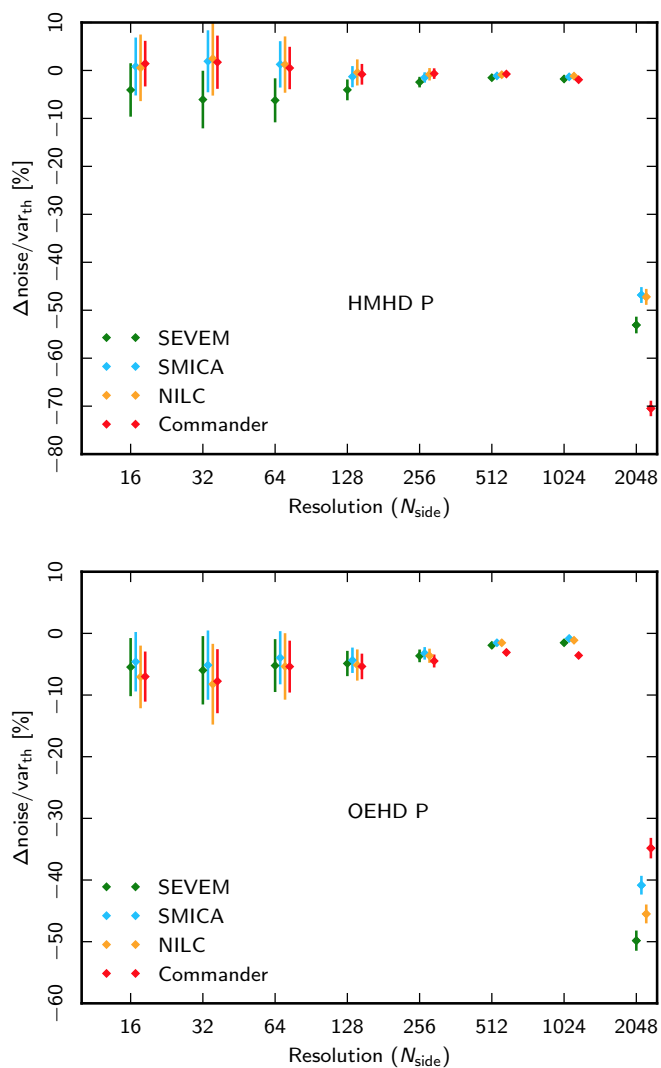 10
0
−10
−20
−30
−40
−50
−60
−70
−80
Δnoise/var_th [%]
HMHD P
SEVEM
SMICA
NILC
Commander
16 32 64 128 256 512 1024 2048
Resolution (N_side)
10
0
−10
−20
−30
−40
−50
−60
Δnoise/var_th [%]
OEHD P
SEVEM
SMICA
NILC
Commander
16 32 64 128 256 512 1024 2048
Resolution (N_side)